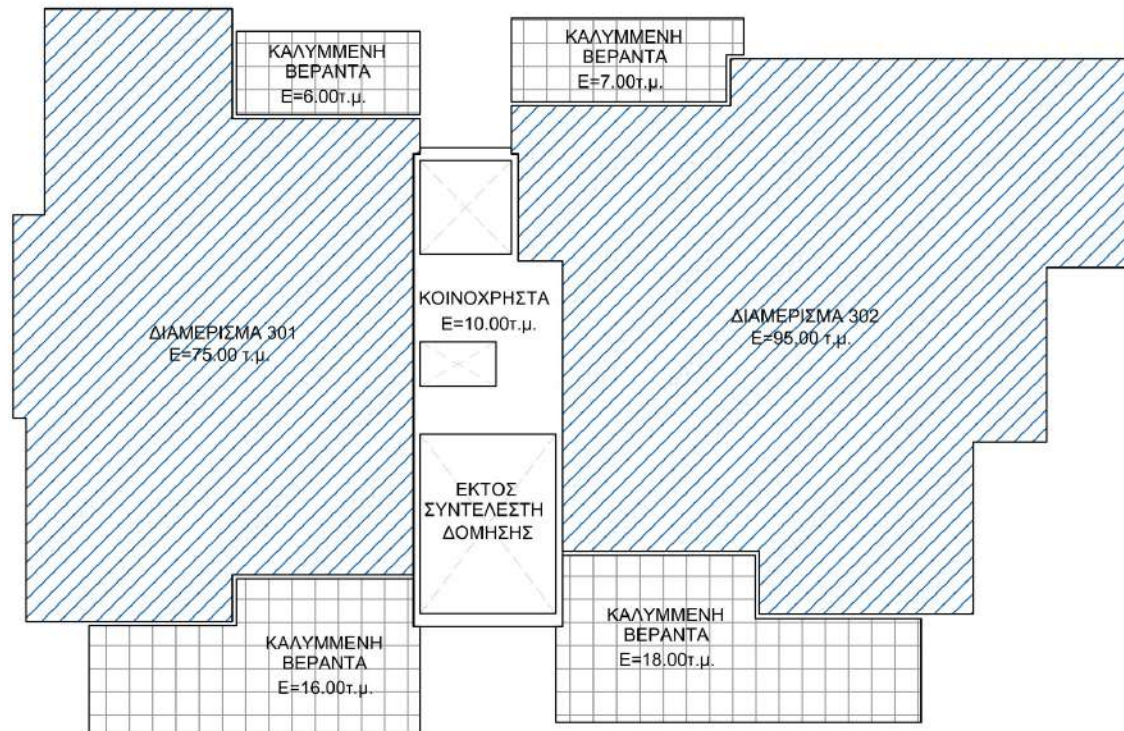 ΚΑΛΥΜΜΕΝΗ
ΒΕΡΑΝΤΑ
Ε=6.00τ.μ.
ΚΑΛΥΜΜΕΝΗ
ΒΕΡΑΝΤΑ
Ε=7.00τ.μ.
ΔΙΑΜΕΡΙΣΜΑ 301
Ε=75.00 τ.μ.
ΚΟΙΝΟΧΡΗΣΤΑ
Ε=10.00τ.μ.
ΔΙΑΜΕΡΙΣΜΑ 302
Ε=95.00 τ.μ.
ΕΚΤΟΣ
ΣΥΝΤΕΛΕΣΤΗ
ΔΟΜΗΣΗΣ
ΚΑΛΥΜΜΕΝΗ
ΒΕΡΑΝΤΑ
Ε=16.00τ.μ.
ΚΑΛΥΜΜΕΝΗ
ΒΕΡΑΝΤΑ
Ε=18.00τ.μ.